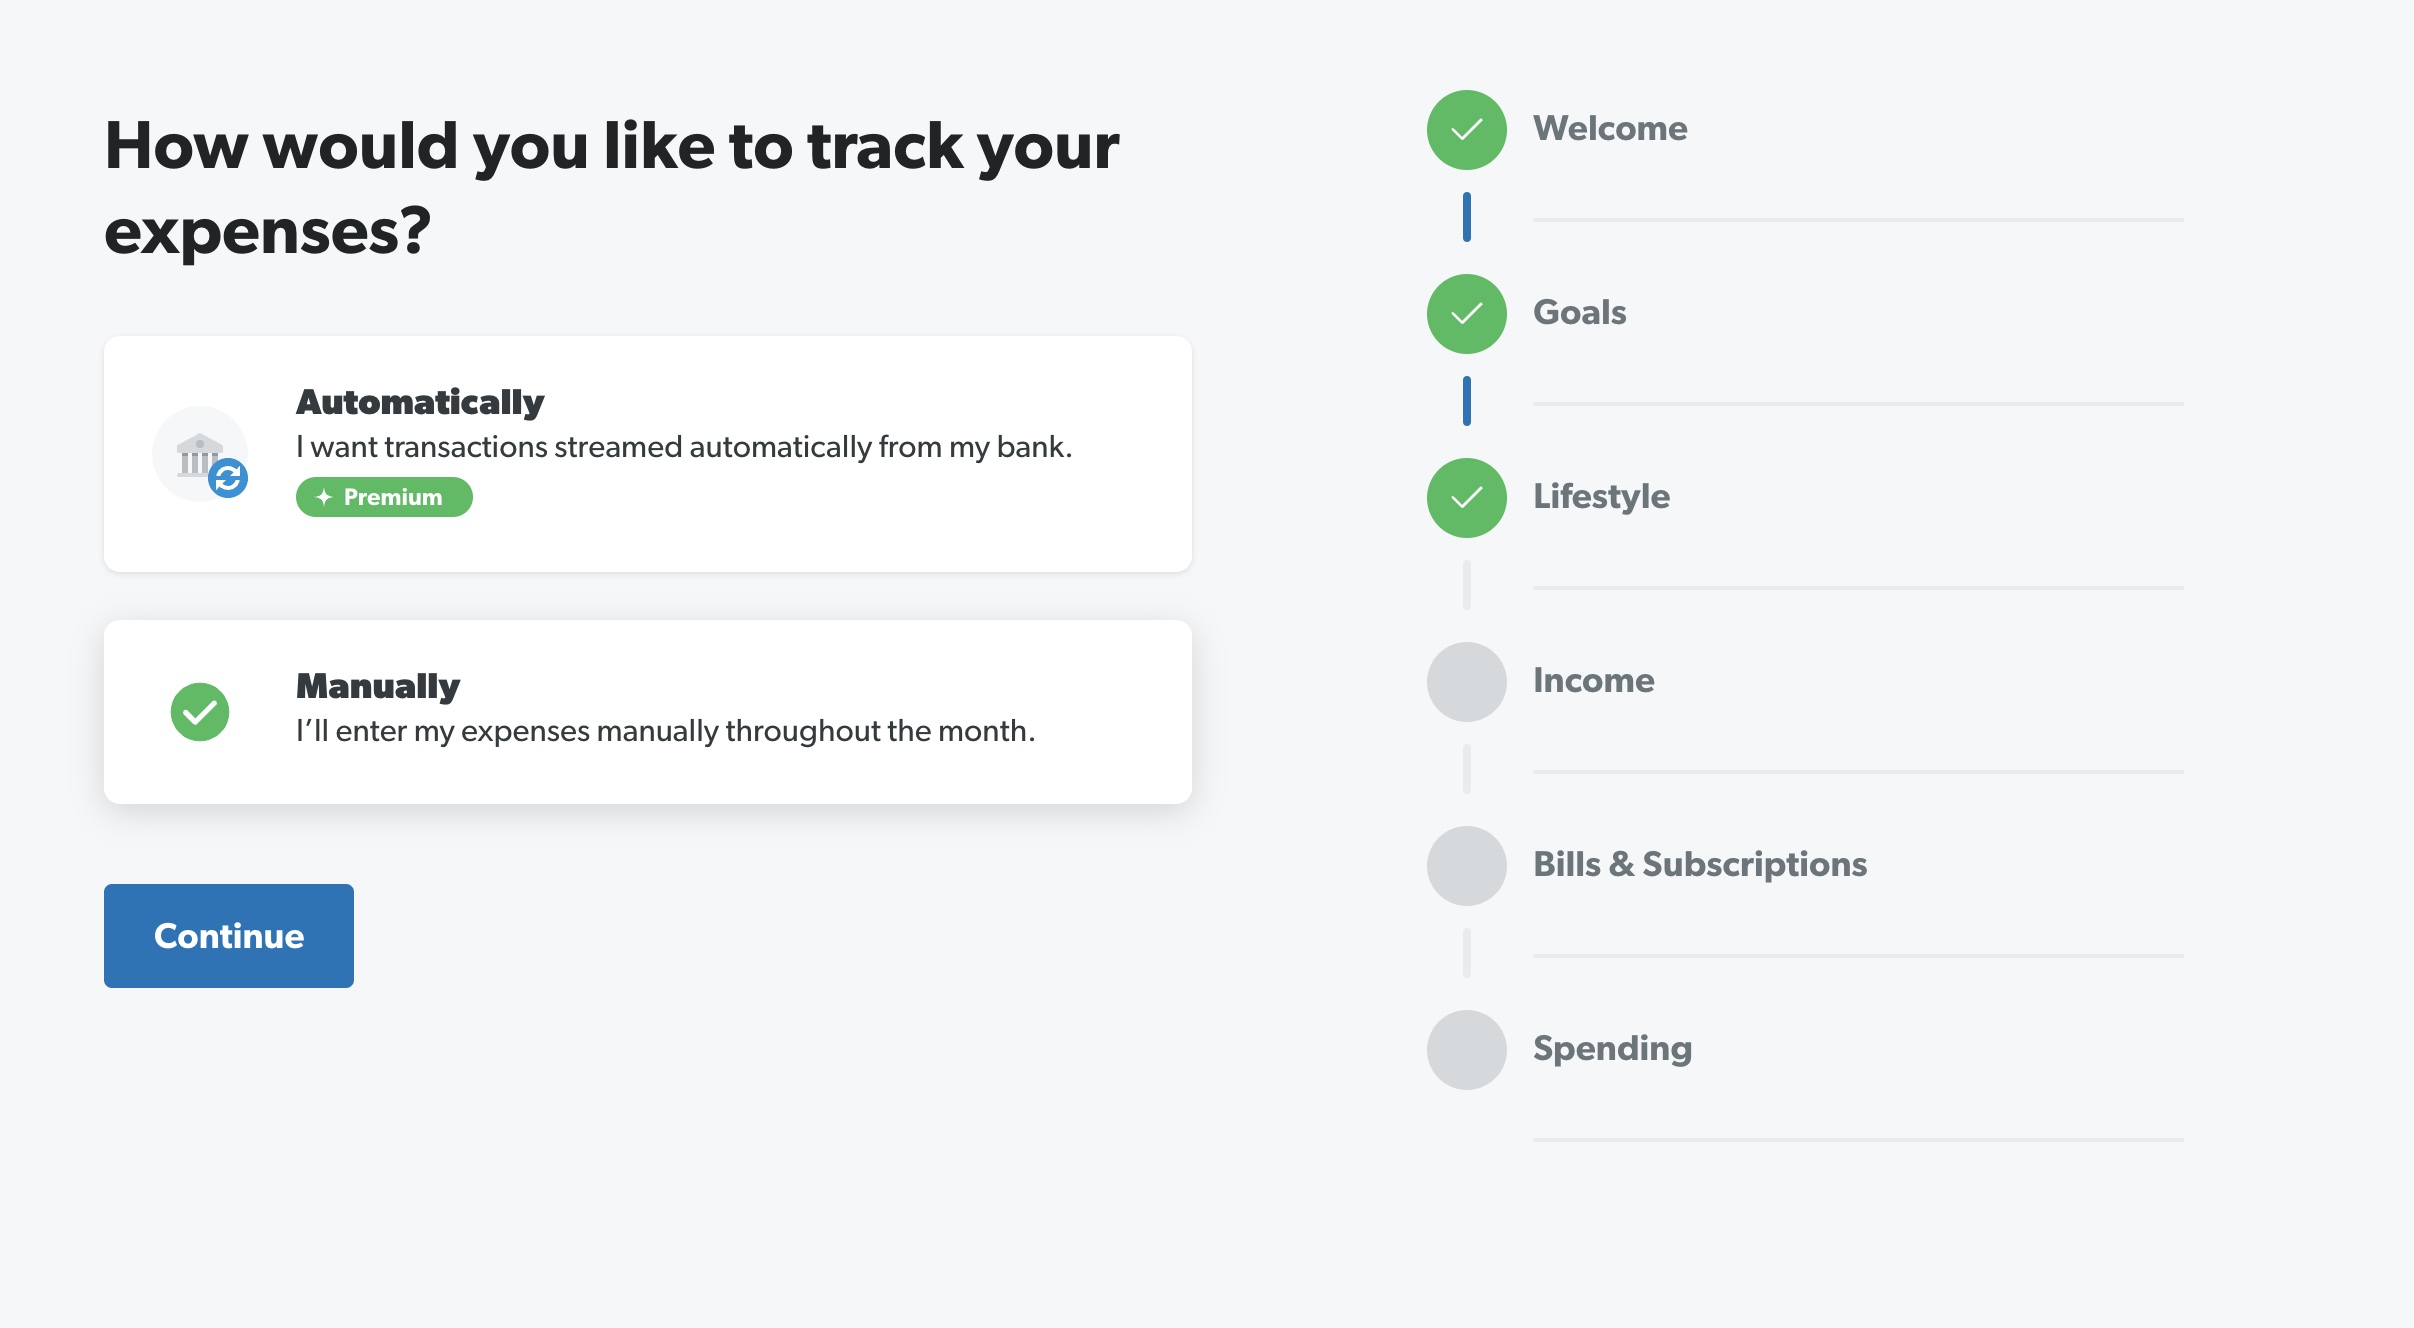 How would you like to track your
expenses?
Automatically
I want transactions streamed automatically from my bank.
Premium
Manually
I’ll enter my expenses manually throughout the month.
Continue
Welcome
Goals
Lifestyle
Income
Bills & Subscriptions
Spending